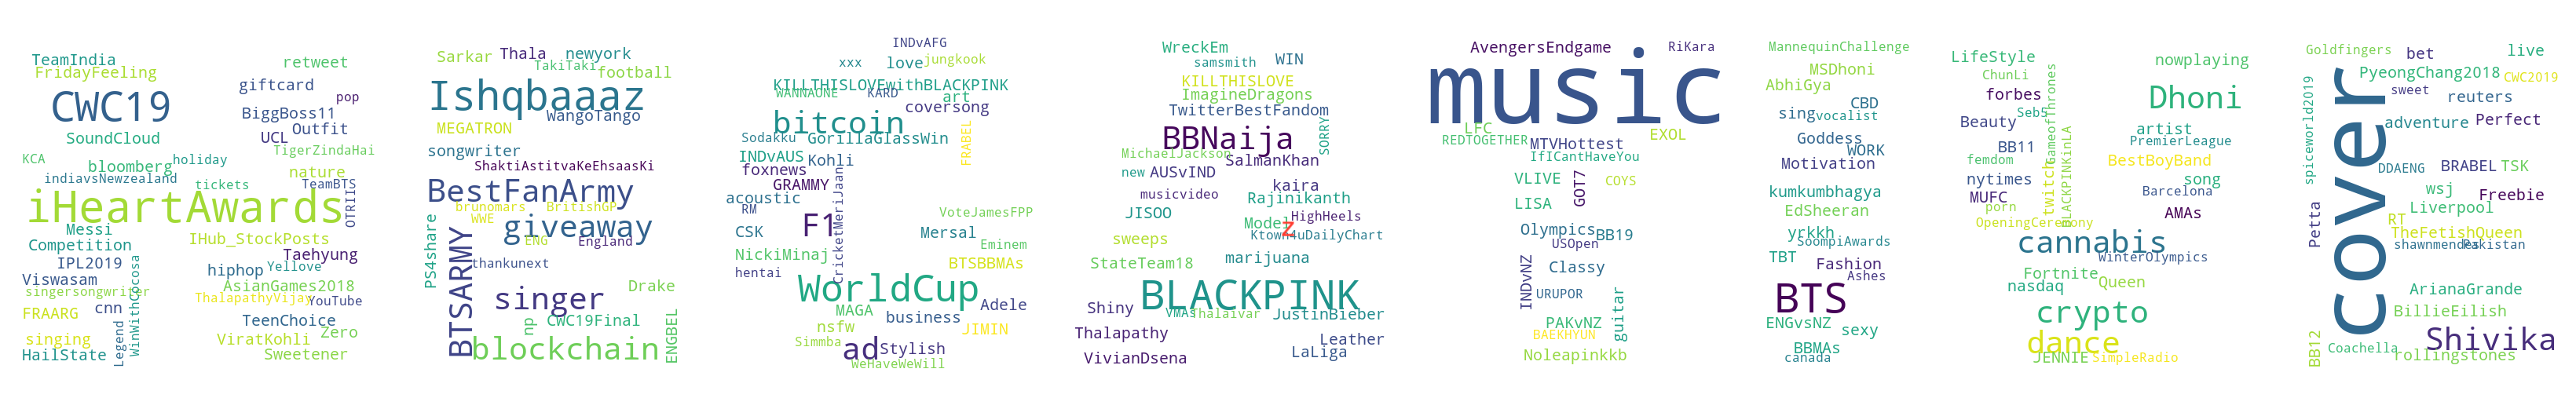 TeamIndia
retweet
FridayFeeling
giftcard
CWC19
pop
BiggBoss11
Outfit
SoundCloud
UCL
TigerZindaHai
KCA
holiday
bloomberg
nature
indiavsNewzealand
tickets
TeamBTS
iHeartAwards
OTRIII
Messi
IHub_StockPosts
Competition
Taehyung
IPL2019
hiphop
Yellove
Viswasam
AsianGames2018
singersongwriter
ThalapathyVijay
YouTube
FRAARG
cnn
TeenChoice
Legend
WinWithCocosa
singing
ViratKohli
Zero
HailState
Sweetener
Sarkar
Thala
newyork
TakiTaki
football
Ishqbaaaz
WangoTango
MEGATRON
songwriter
ShaktiAstitvaKeEhsaasKi
BestFanArmy
brunomars
BritishGP
WWE
giveaway
ENG
England
PS4share
BTSARMY
thankunext
singer
Drake
np
CWC19Final
ENGBEL
blockchain
INDvAFG
xxx
love
jungkook
KILLTHISLOVEwithBLACKPINK
WANNAONE
KARD
art
coversong
bitcoin
Sodakku
GorillaGlassWin
FRABEL
INDvAUS
Kohli
foxnews
GRAMMY
CricketMeriJaan
acoustic
RM
VoteJamesFPP
F1
CSK
Mersal
NickiMinaj
Eminem
hentai
BTSBBMAs
WorldCup
MAGA
business
Adele
nsfw
JIMIN
Simmba
ad
Stylish
WeHaveWeWill
WreckEm
samsmith
WIN
KILLTHISLOVE
ImagineDragons
TwitterBestFandom
BBNaija
SORRY
MichaelJackson
SalmanKhan
new
AUSvIND
kaira
musicvideo
Rajinikanth
JISOO
Model
HighHeels
z
sweeps
Ktown4uDailyChart
StateTeam18
marijuana
BLACKPINK
Shiny
VMAs
Thalaivar
JustinBieber
Thalapathy
Leather
VivianDsena
LaLiga
AvengersEndgame
RiKara
music
LFC
EXOL
REDTOGETHER
MTVHottest
IfICantHaveYou
VLIVE
GOT7
COYS
LISA
Olympics
BB19
USOpen
INDvNZ
Classy
URUPOR
guitar
PAKvNZ
BAEKHYUN
Noleapinkkb
MannequinChallenge
MSDhoni
AbhiGya
CBD
sing
vocalist
Goddess
WORK
Motivation
kumkumbhagya
EdSheeran
yrkkh
SoompiAwards
TBT
Fashion
Ashes
BTS
ENGvsNZ
sexy
BBMAs
canada
LifeStyle
nowplaying
ChunLi
forbes
Dhoni
Seb5
GameofThrones
Beauty
artist
PremierLeague
BB11
femdom
BestBoyBand
nytimes
song
twitch
BLACKPINKinLA
MUFC
Barcelona
porn
AMAs
OpeningCeremony
cannabis
WinterOlympics
Fortnite
nasdaq
Queen
crypto
dance
JENNIE
SimpleRadio
Goldfingers
bet
live
PyeongChang2018
CWC2019
sweet
reuters
spiceworld2019
cover
adventure
Perfect
DDAENG
BRABEL
TSK
wsj
Freebie
Petta
Liverpool
RT
TheFetishQueen
shawnmendes
Pakistan
ArianaGrande
BillieEilish
BB12
Shivika
Coachella
rollingstones